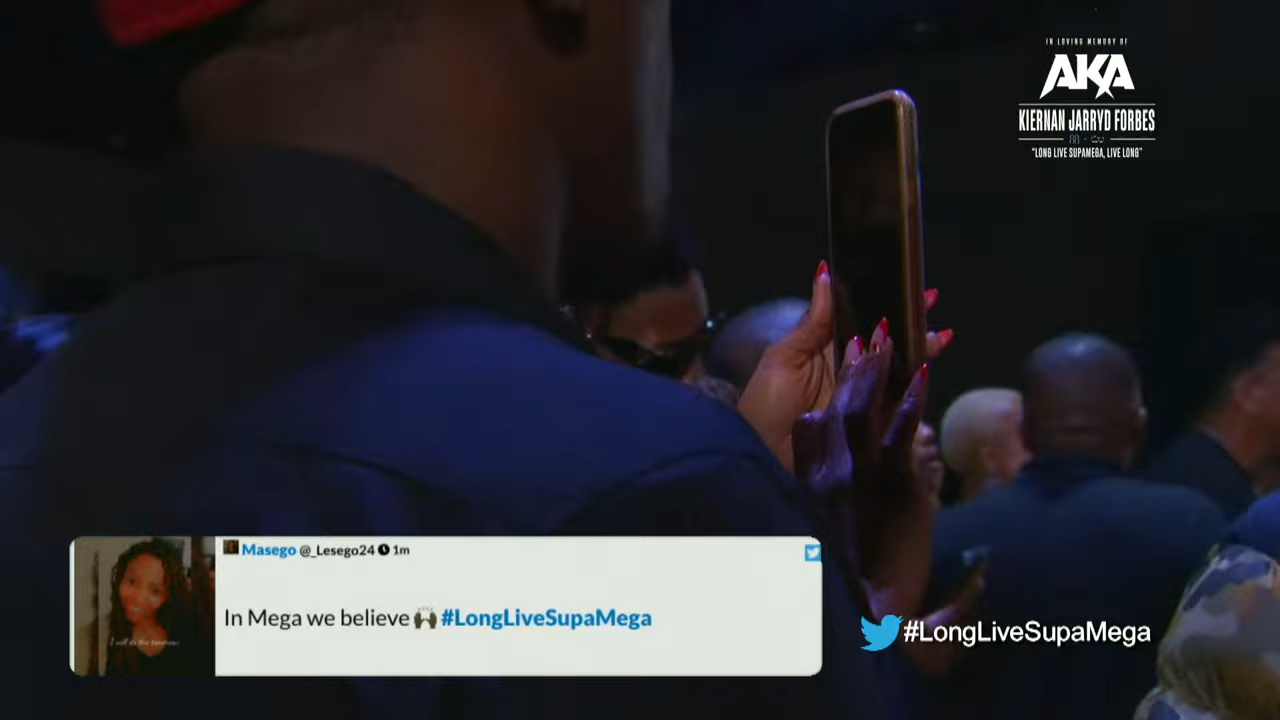 IN LOVING MEMORY OF
AKA
KIERNAN JARRYD FORBES
"LONG LIVE SUPAMEGA, LIVE LONG"
Masego @_Lesego24 1m
In Mega we believe 🙌🏿 #LongLiveSupaMega
#LongLiveSupaMega